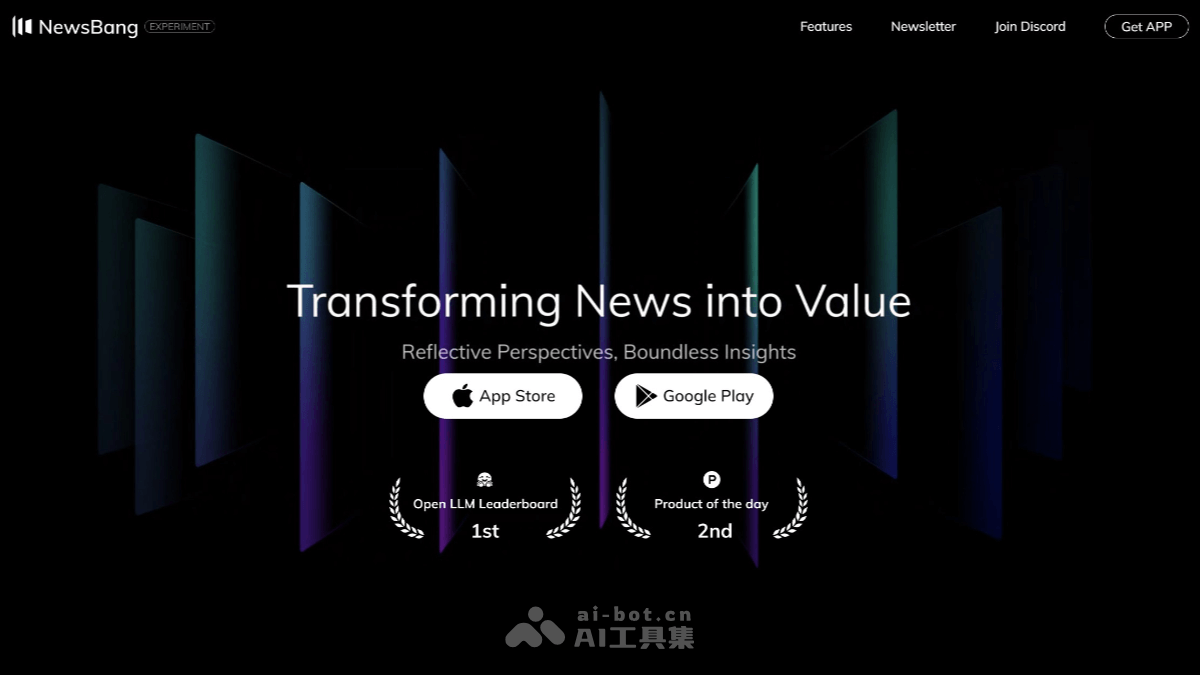 NewsBang EXPERIMENT Features Newsletter Join Discord Get APP
Transforming News into Value
Reflective Perspectives, Boundless Insights
App Store Google Play
P
Open LLM Leaderboard Product of the day
1st 2nd
ai-bot.cn
AI工具集